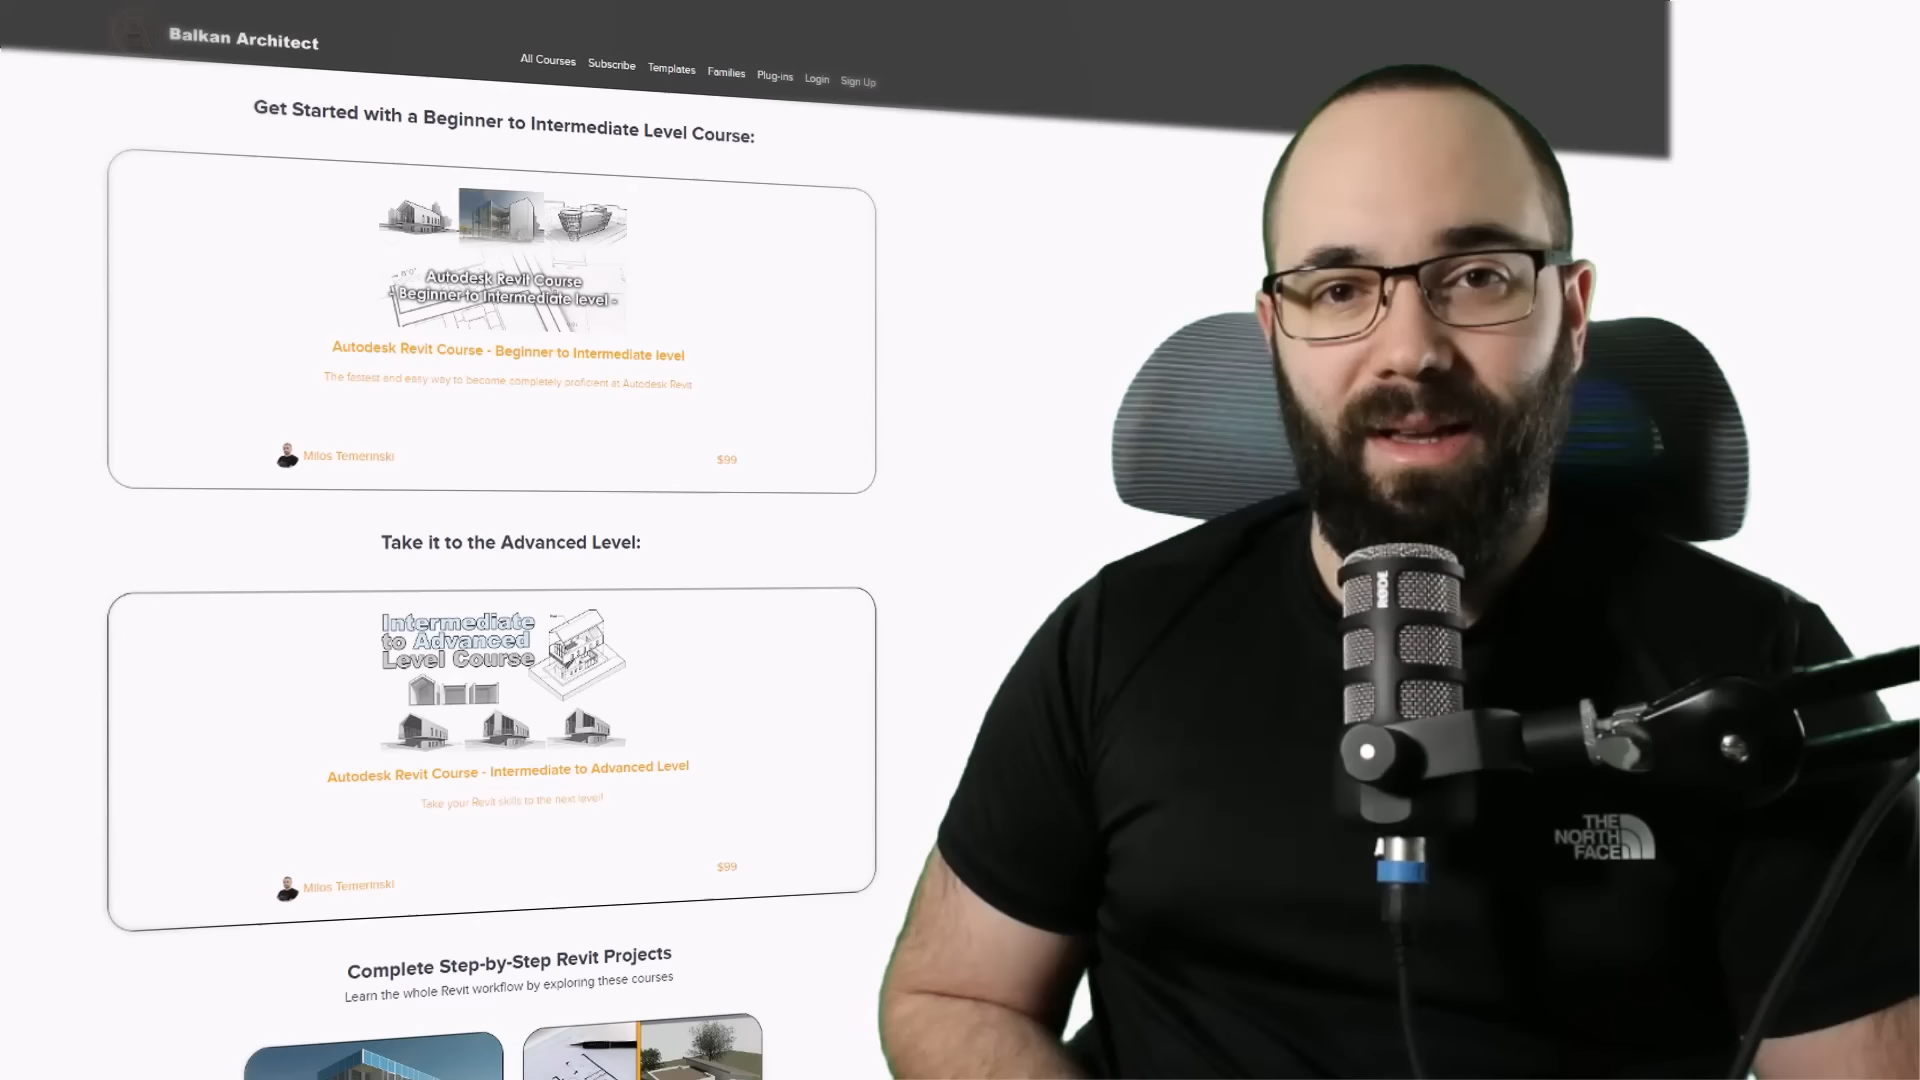 Balkan Architect
All Courses Subscribe Templates Families Plug-ins Login Sign Up
Get Started with a Beginner to Intermediate Level Course:
Autodesk Revit Course
- Beginner to Intermediate level -
Autodesk Revit Course - Beginner to Intermediate level
The fastest and easy way to become completely proficient at Autodesk Revit
Milos Temerinski
$99
Take it to the Advanced Level:
Intermediate
to Advanced
Level Course
Autodesk Revit Course - Intermediate to Advanced Level
Take your Revit skills to the next level!
$99
Milos Temerinski
Complete Step-by-Step Revit Projects
Learn the whole Revit workflow by exploring these courses
RODE
THE
NORTH
FACE